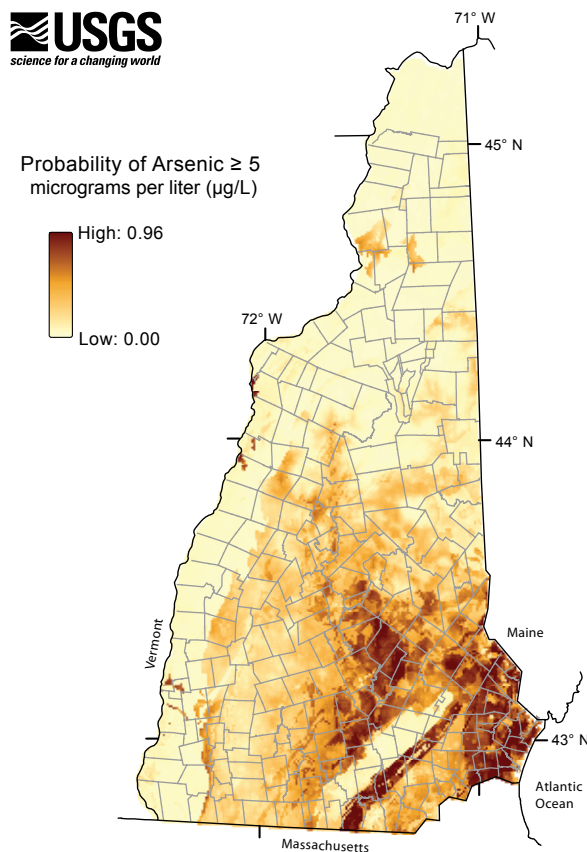 USGS
science for a changing world
71° W
45° N
Probability of Arsenic ≥ 5
micrograms per liter (µg/L)
High: 0.96
Low: 0.00
72° W
44° N
Vermont
Maine
43° N
Atlantic
Ocean
Massachusetts